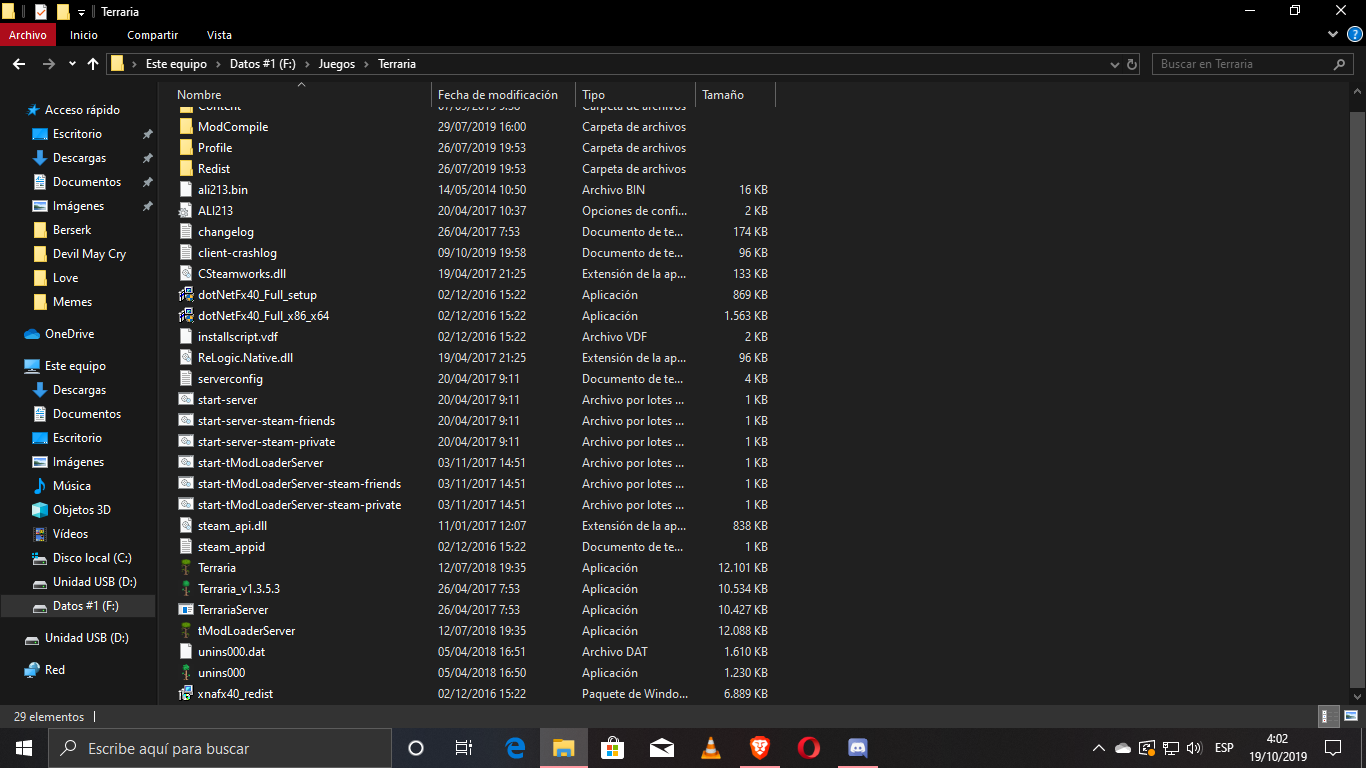 Terraria
Archivo Inicio Compartir Vista
Este equipo Datos #1 (F:) Juegos Terraria
Buscar en Terraria
Nombre Fecha de modificación Tipo Tamaño
Content 07/09/2019 9:58 Carpeta de archivos
ModCompile 29/07/2019 16:00 Carpeta de archivos
Profile 26/07/2019 19:53 Carpeta de archivos
Redist 26/07/2019 19:53 Carpeta de archivos
ali213.bin 14/05/2014 10:50 Archivo BIN 16 KB
ALI213 20/04/2017 10:37 Opciones de confi... 2 KB
changelog 26/04/2017 7:53 Documento de te... 174 KB
client-crashlog 09/10/2019 19:58 Documento de te... 96 KB
CSteamworks.dll 19/04/2017 21:25 Extensión de la ap... 133 KB
dotNetFx40_Full_setup 02/12/2016 15:22 Aplicación 869 KB
dotNetFx40_Full_x86_x64 02/12/2016 15:22 Aplicación 1.563 KB
installscript.vdf 02/12/2016 15:22 Archivo VDF 2 KB
ReLogic.Native.dll 19/04/2017 21:25 Extensión de la ap... 96 KB
serverconfig 20/04/2017 9:11 Documento de te... 4 KB
start-server 20/04/2017 9:11 Archivo por lotes ... 1 KB
start-server-steam-friends 20/04/2017 9:11 Archivo por lotes ... 1 KB
start-server-steam-private 20/04/2017 9:11 Archivo por lotes ... 1 KB
start-tModLoaderServer 03/11/2017 14:51 Archivo por lotes ... 1 KB
start-tModLoaderServer-steam-friends 03/11/2017 14:51 Archivo por lotes ... 1 KB
start-tModLoaderServer-steam-private 03/11/2017 14:51 Archivo por lotes ... 1 KB
steam_api.dll 11/01/2017 12:07 Extensión de la ap... 838 KB
steam_appid 02/12/2016 15:22 Documento de te... 1 KB
Terraria 12/07/2018 19:35 Aplicación 12.101 KB
Terraria_v1.3.5.3 26/04/2017 7:53 Aplicación 10.534 KB
TerrariaServer 26/04/2017 7:53 Aplicación 10.427 KB
tModLoaderServer 12/07/2018 19:35 Aplicación 12.088 KB
unins000.dat 05/04/2018 16:51 Archivo DAT 1.610 KB
unins000 05/04/2018 16:50 Aplicación 1.230 KB
xnafx40_redist 02/12/2016 15:22 Paquete de Windo... 6.889 KB
Acceso rápido
Escritorio
Descargas
Documentos
Imágenes
Berserk
Devil May Cry
Love
Memes
OneDrive
Este equipo
Descargas
Documentos
Escritorio
Imágenes
Música
Objetos 3D
Vídeos
Disco local (C:)
Unidad USB (D:)
Datos #1 (F:)
Unidad USB (D:)
Red
29 elementos
Escribe aquí para buscar
ESP
4:02
19/10/2019